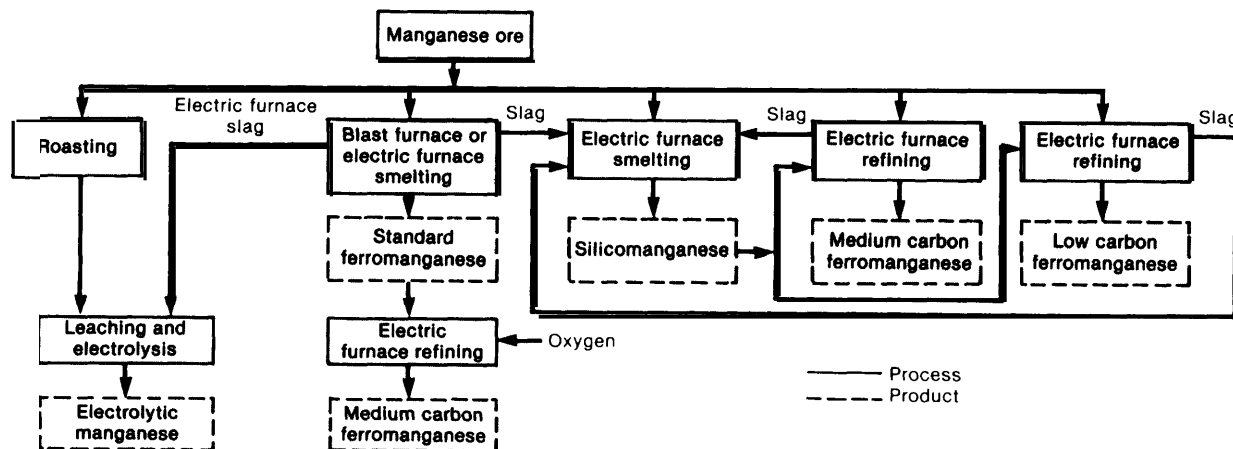 Manganese ore
Electric furnace
slag
Slag
Slag
Slag
Roasting
Blast furnace or
electric furnace
smelting
Electric furnace
smelting
Electric furnace
refining
Electric furnace
refining
Standard
ferromanganese
Silicomanganese
Medium carbon
ferromanganese
Low carbon
ferromanganese
Leaching and
electrolysis
Electric
furnace refining
Oxygen
Process
Product
Electrolytic
manganese
Medium carbon
ferromanganese